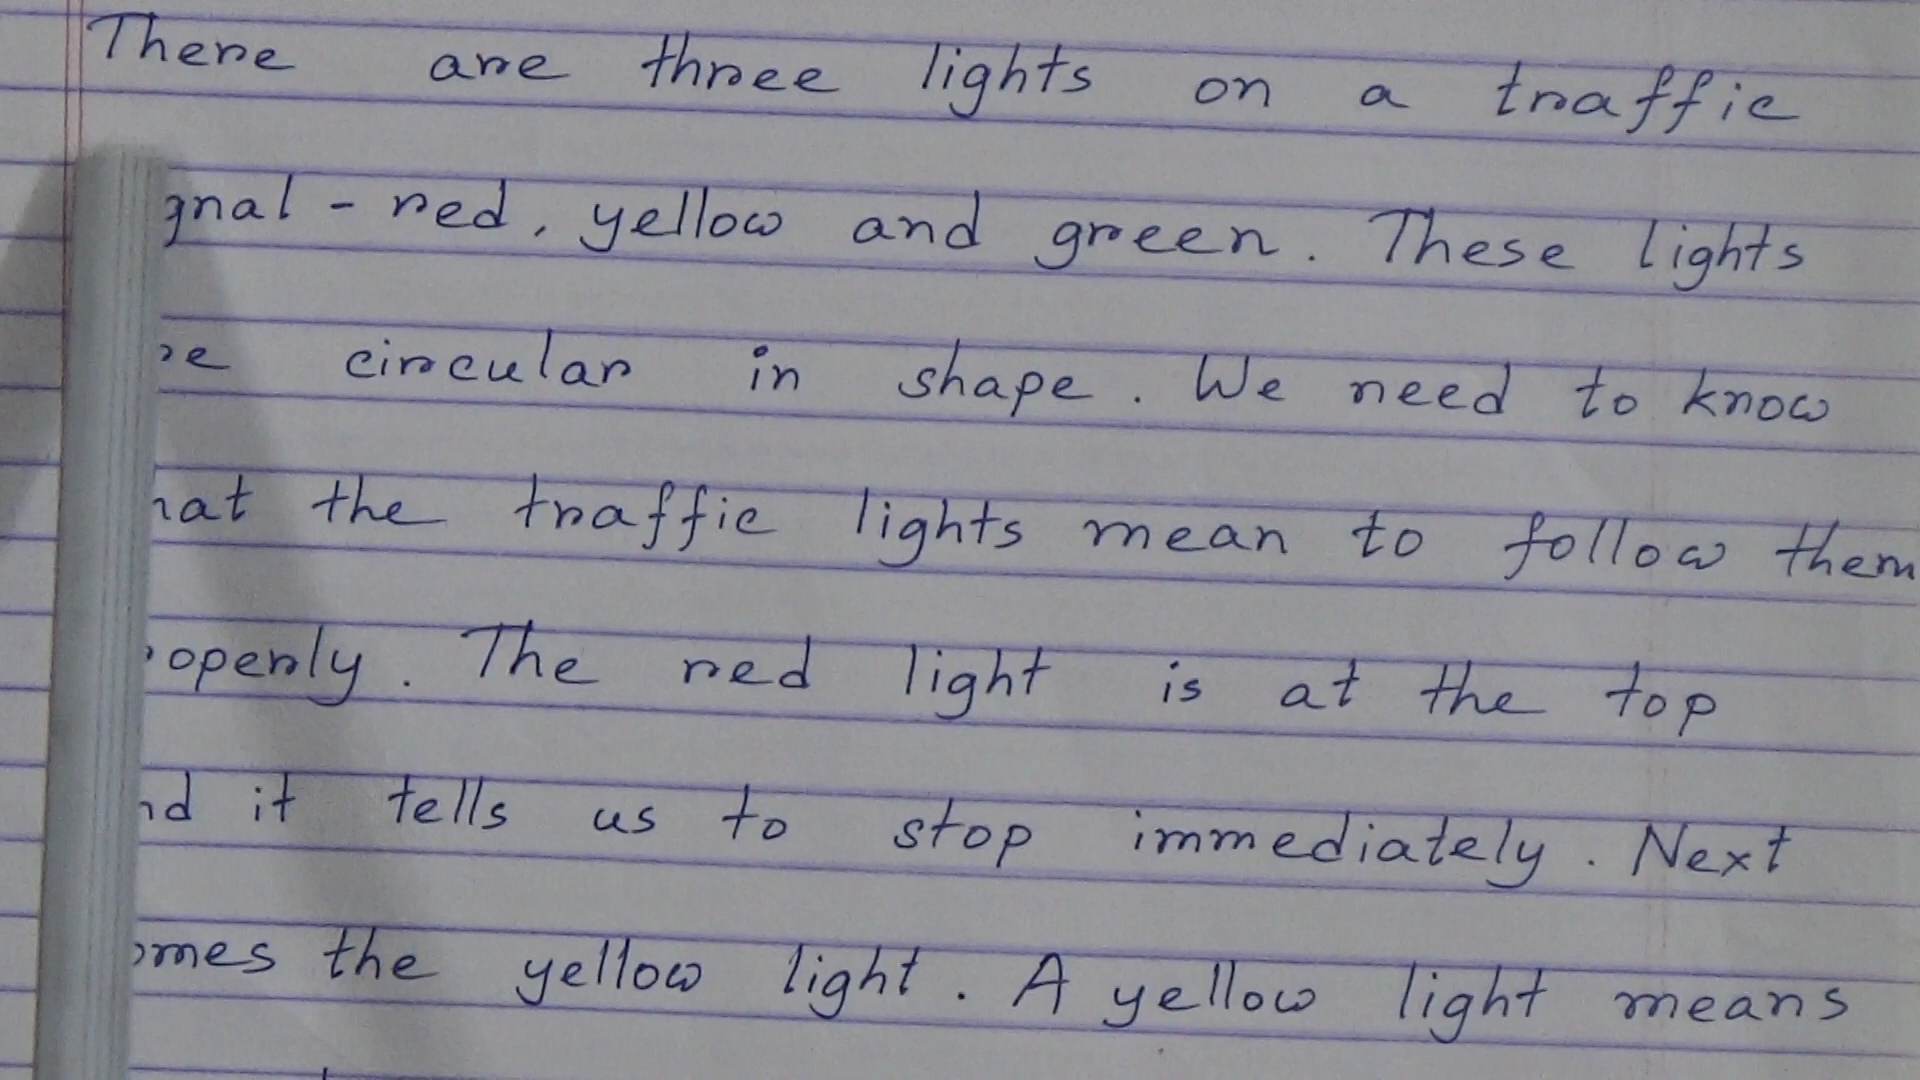 There are three lights on a traffic
gnal - red, yellow and green. These lights
e circular in shape. We need to know
hat the traffic lights mean to follow them
operly. The red light is at the top
nd it tells us to stop immediately. Next
omes the yellow light. A yellow light means